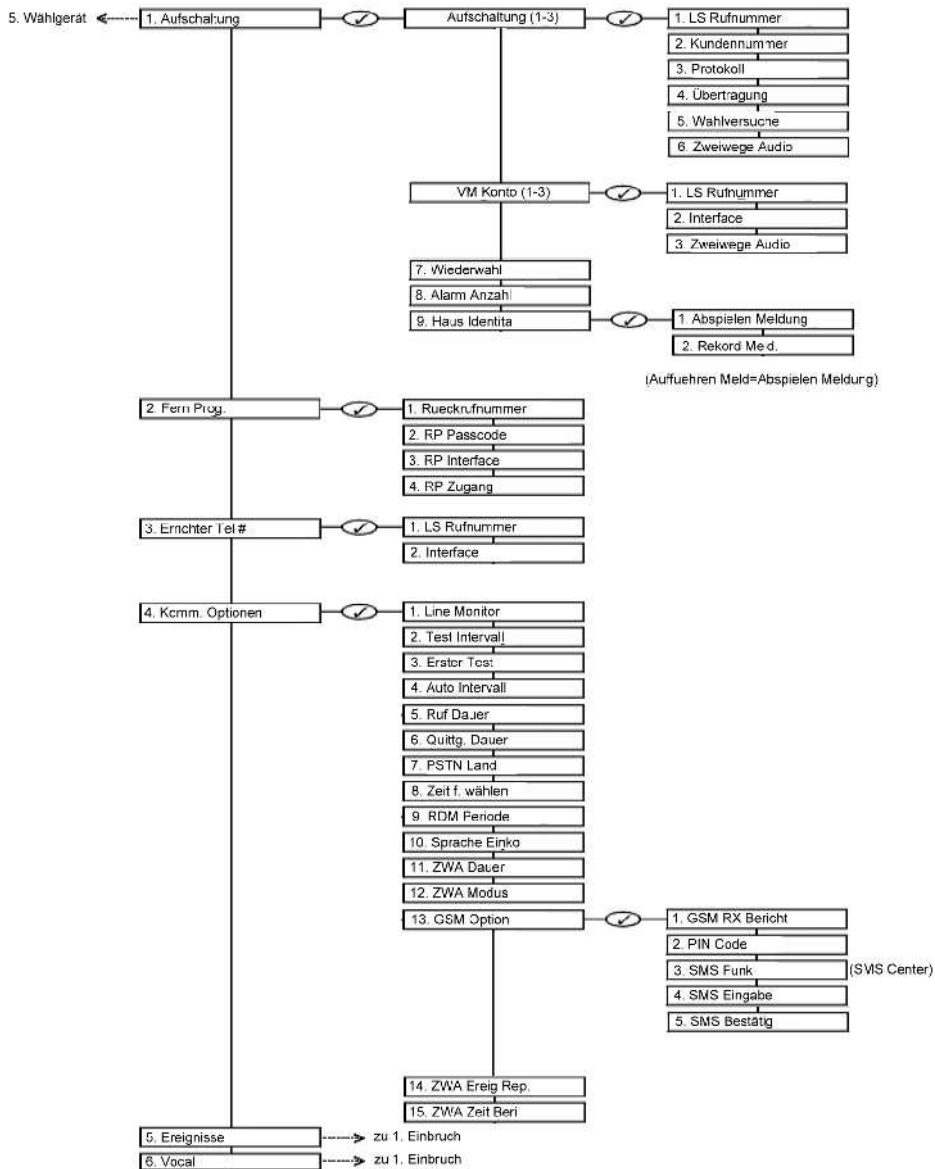 5. Wählgerät
1. Aufschaltung
Aufschaltung (1-3)
1. LS Rufnummer
2. Kundennummer
3. Protokoll
4. Übertragung
5. Wahlversuche
6. Zweiwege Audio
VM Konto (1-3)
1. LS Rufnummer
2. Interface
3. Zweiwege Audio
7. Wiederwahl
8. Alarm Anzahl
9. Haus Identita
1. Abspielen Meldung
2. Rekord Meld.
(Auffuehren Meld=Abspielen Meldung)
2. Fern Prog.
1. Rueckrufnummer
2. RP Passcode
3. RP Interface
4. RP Zugang
3. Errichter Tel #
1. LS Rufnummer
2. Interface
4. Komm. Optionen
1. Line Monitor
2. Test Intervall
3. Erster Test
4. Auto Intervall
5. Ruf Dauer
6. Quittg. Dauer
7. PSTN Land
8. Zeit f. wählen
9. RDM Periode
10. Sprache Einko
11. ZWA Dauer
12. ZWA Modus
13. GSM Option
1. GSM RX Bericht
2. PIN Code
3. SMS Funk
(SMS Center)
4. SMS Eingabe
5. SMS Bestätig
14. ZWA Ereig Rep.
15. ZWA Zeit Beri
5. Ereignisse
zu 1. Einbruch
6. Vocal
zu 1. Einbruch